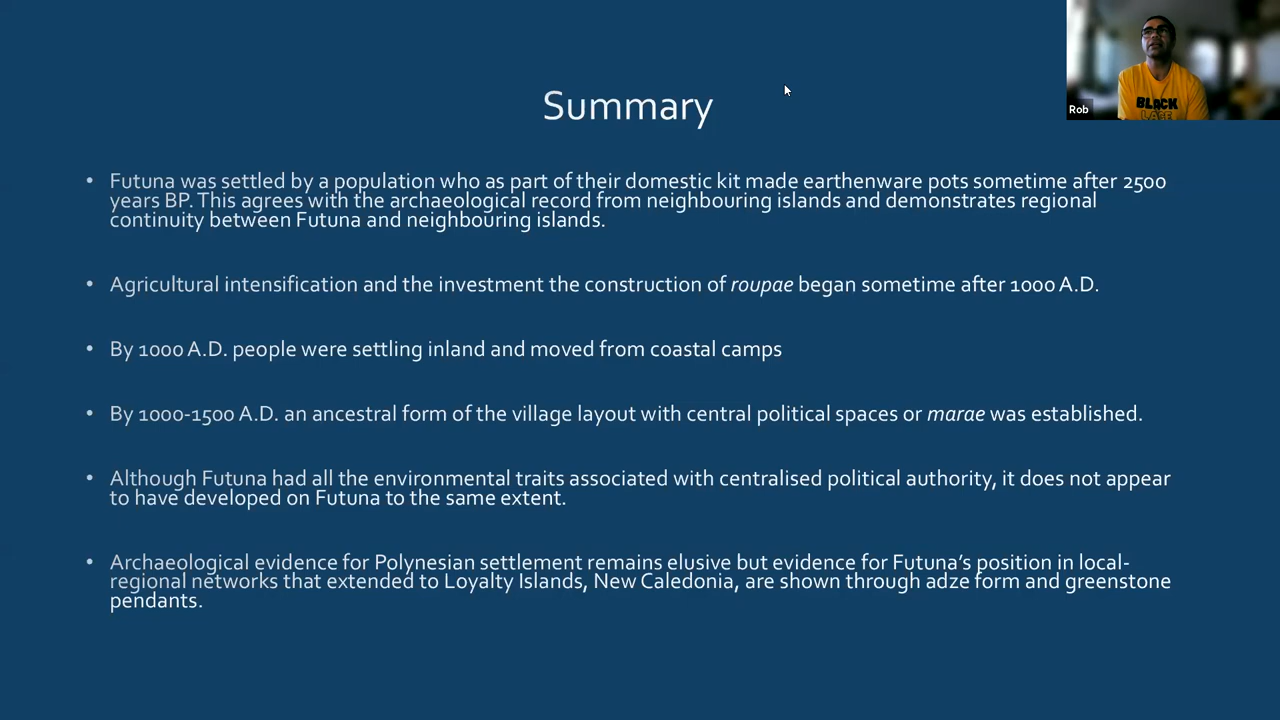 Rob
BLACK
Summary
• Futuna was settled by a population who as part of their domestic kit made earthenware pots sometime after 2500
years BP. This agrees with the archaeological record from neighbouring islands and demonstrates regional
continuity between Futuna and neighbouring islands.
• Agricultural intensification and the investment the construction of roupae began sometime after 1000 A.D.
• By 1000 A.D. people were settling inland and moved from coastal camps
• By 1000-1500 A.D. an ancestral form of the village layout with central political spaces or marae was established.
• Although Futuna had all the environmental traits associated with centralised political authority, it does not appear
to have developed on Futuna to the same extent.
• Archaeological evidence for Polynesian settlement remains elusive but evidence for Futuna's position in local-
regional networks that extended to Loyalty Islands, New Caledonia, are shown through adze form and greenstone
pendants.